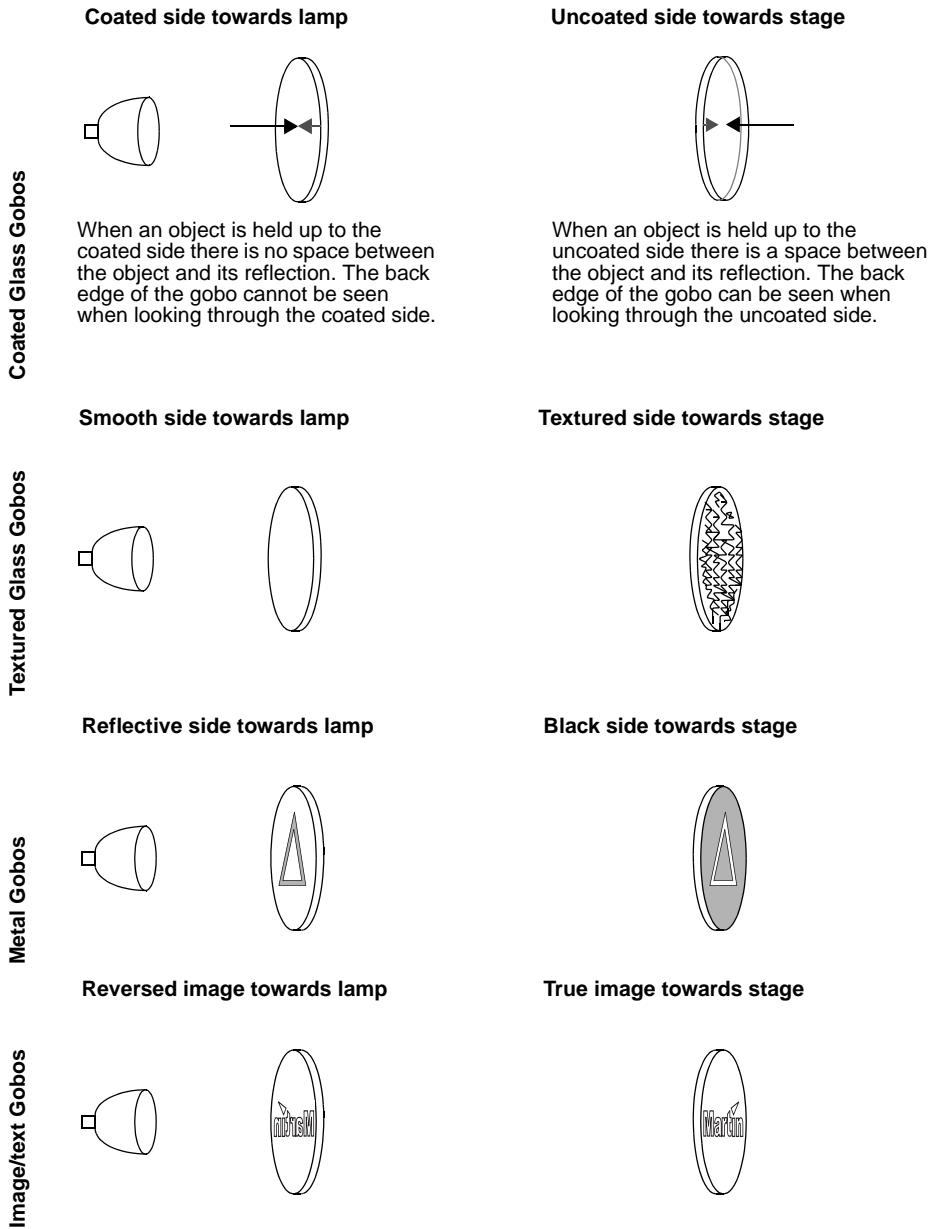 Coated side towards lamp
Uncoated side towards stage
Coated Glass Gobos
When an object is held up to the
coated side there is no space between
the object and its reflection. The back
edge of the gobo cannot be seen
when looking through the coated side.
When an object is held up to the
uncoated side there is a space between
the object and its reflection. The back
edge of the gobo can be seen when
looking through the uncoated side.
Smooth side towards lamp
Textured side towards stage
Textured Glass Gobos
Reflective side towards lamp
Black side towards stage
Metal Gobos
Reversed image towards lamp
True image towards stage
Image/text Gobos
Martin
Martin